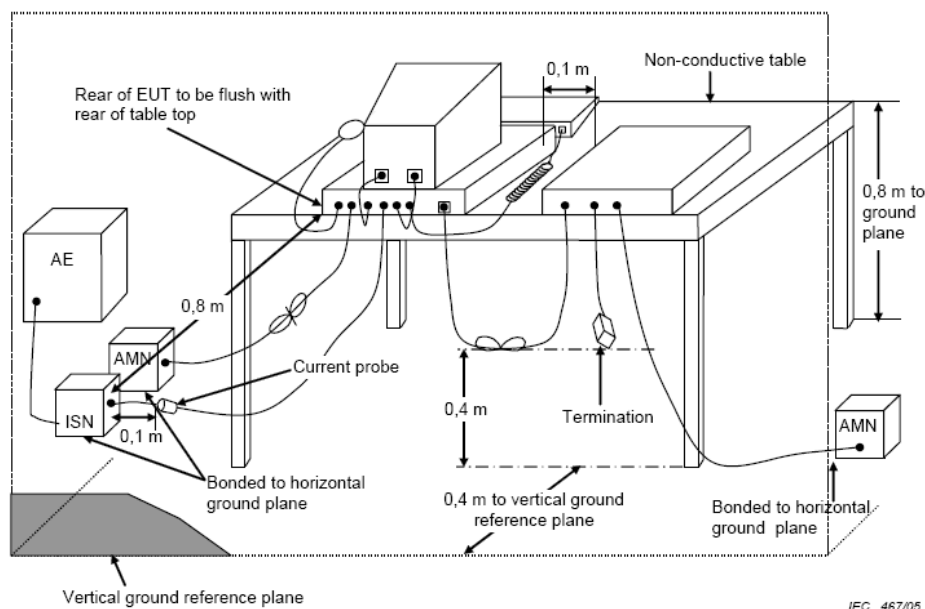 0,1 m
Non-conductive table
Rear of EUT to be flush with
rear of table top
0,8 m to
ground
plane
AE
0,8 m
AMN
Current probe
ISN
0,1 m
0,4 m
Termination
AMN
Bonded to horizontal
ground plane
0,4 m to vertical ground
reference plane
Bonded to horizontal
ground plane
Vertical ground reference plane
IEC 467/05